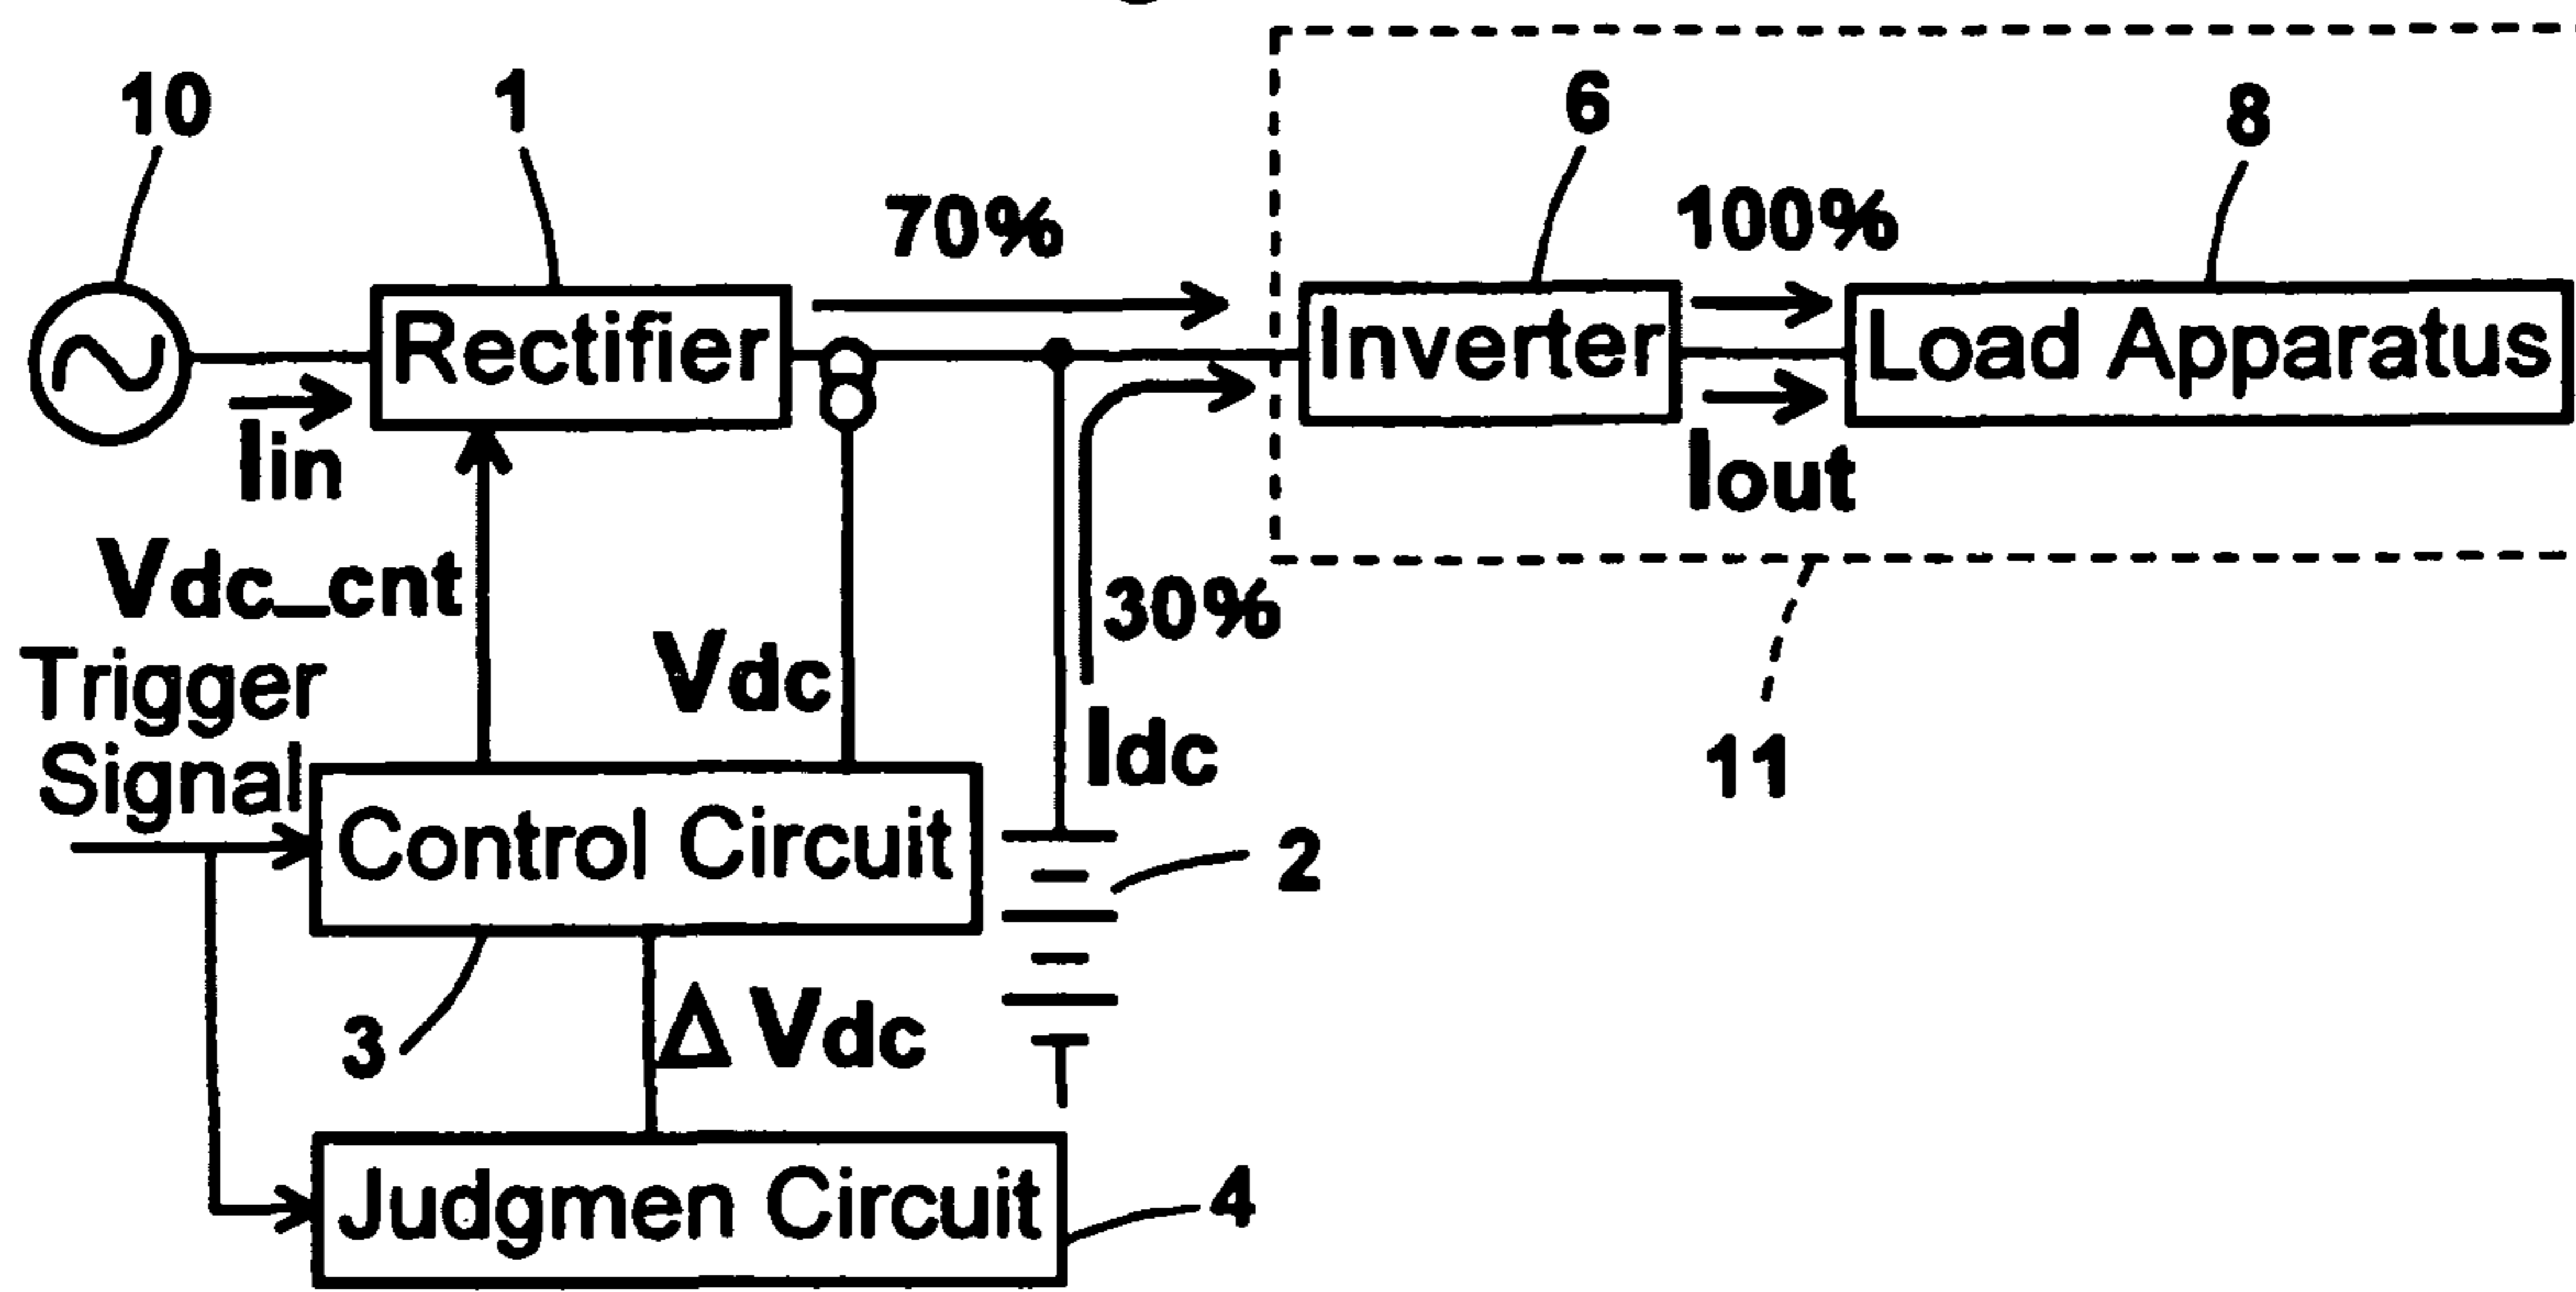 10
1
6
8
70%
100%
Rectifier
Inverter
Load Apparatus
Iin
Iout
Vdc_cnt
30%
Trigger
Signal
Vdc
Idc
11
Control Circuit
2
3
Δ Vdc
Judgmen Circuit
4